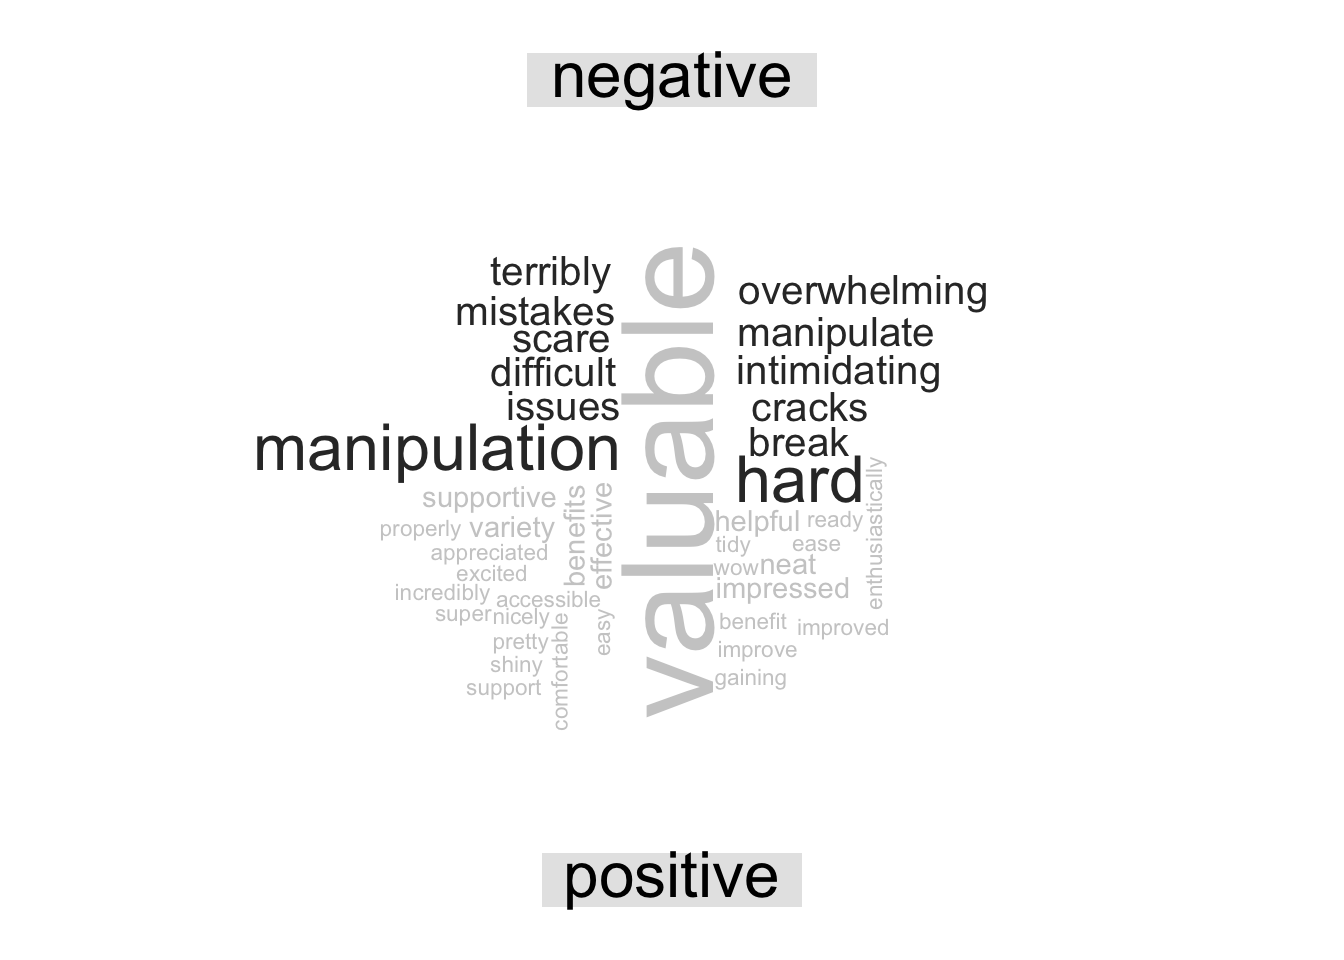 negative
terribly
overwhelming
mistakes
manipulate
scare
difficult
intimidating
issues
cracks
manipulation
break
hard
valuable
supportive
benefits
effective
helpful
ready
enthusiastically
properly
variety
tidy
ease
appreciated
wow
neat
excited
impressed
incredibly
accessible
super
nicely
easy
benefit
improved
pretty
comfortable
improve
shiny
gaining
support
positive